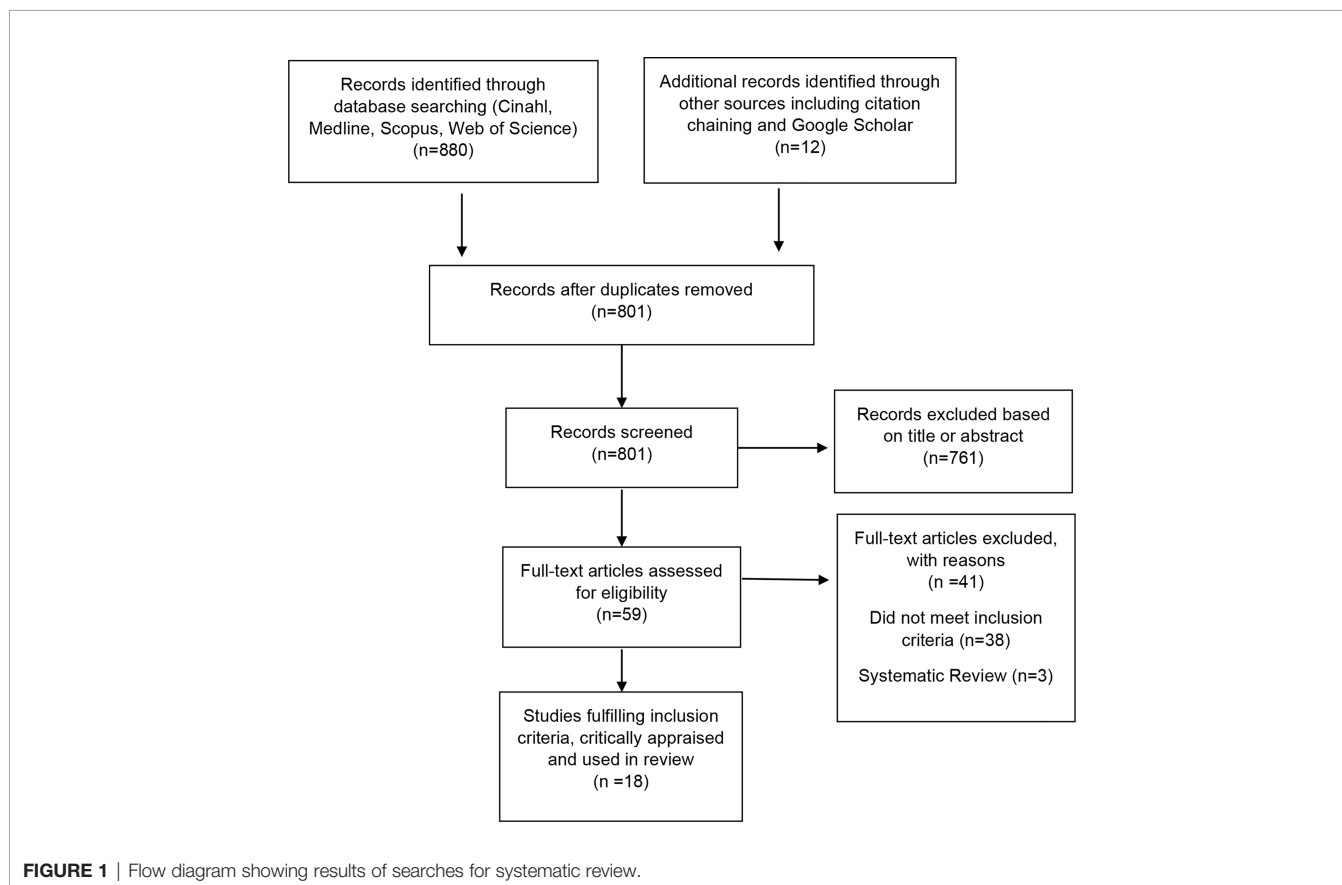 Records identified through
database searching (Cinahl,
Medline, Scopus, Web of Science)
(n=880)
Additional records identified through
other sources including citation
chaining and Google Scholar
(n=12)
Records after duplicates removed
(n=801)
Records screened
(n=801)
Records excluded based
on title or abstract
(n=761)
Full-text articles assessed
for eligibility
(n=59)
Full-text articles excluded,
with reasons
(n =41)
Did not meet inclusion
criteria (n=38)
Systematic Review (n=3)
Studies fulfilling inclusion
criteria, critically appraised
and used in review
(n =18)
FIGURE 1 | Flow diagram showing results of searches for systematic review.